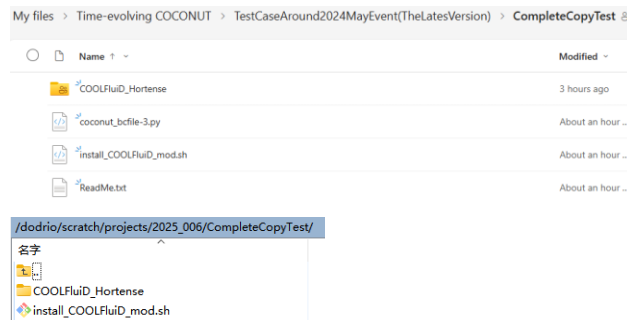 My files > Time-evolving COCONUT > TestCaseAround2024MayEvent(TheLatesVersion) > CompleteCopyTest
Name ↑ Modified
COOLFluiD_Hortense 3 hours ago
coconut_bcfile-3.py About an hour ..
install_COOLFluiD_mod.sh About an hour ..
ReadMe.txt About an hour ..
/dodrio/scratch/projects/2025_006/CompleteCopyTest/
名字
..
COOLFluiD_Hortense
install_COOLFluiD_mod.sh